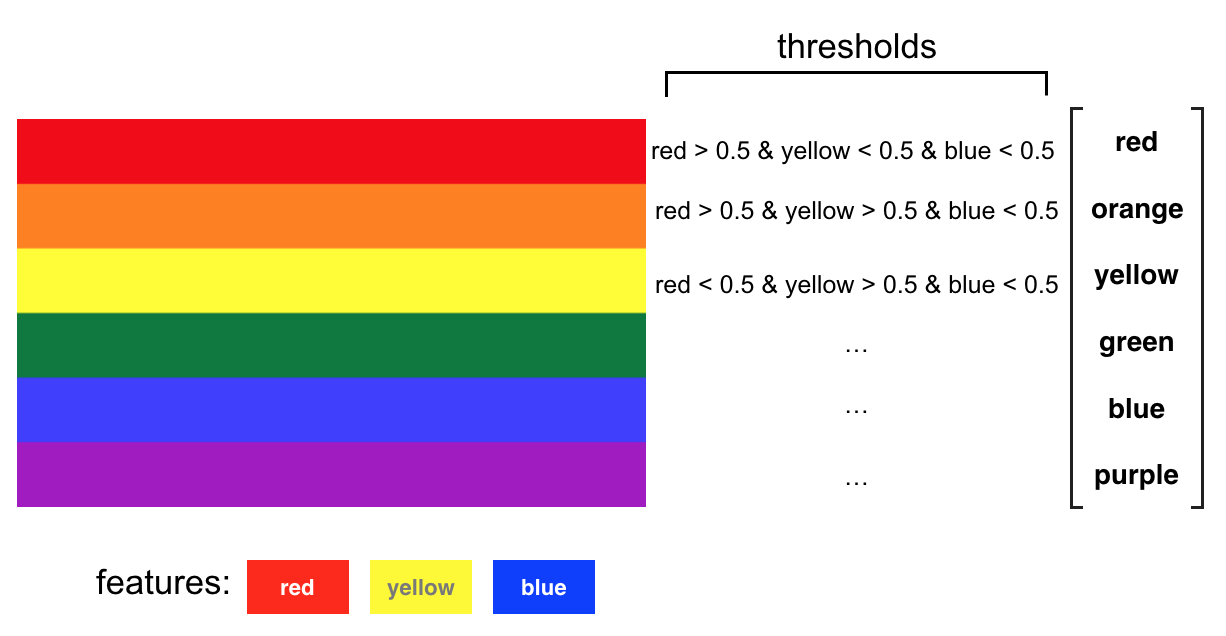 thresholds
red > 0.5 & yellow < 0.5 & blue < 0.5
red
red > 0.5 & yellow > 0.5 & blue < 0.5
orange
red < 0.5 & yellow > 0.5 & blue < 0.5
yellow
...
green
...
blue
...
purple
features:
red
yellow
blue